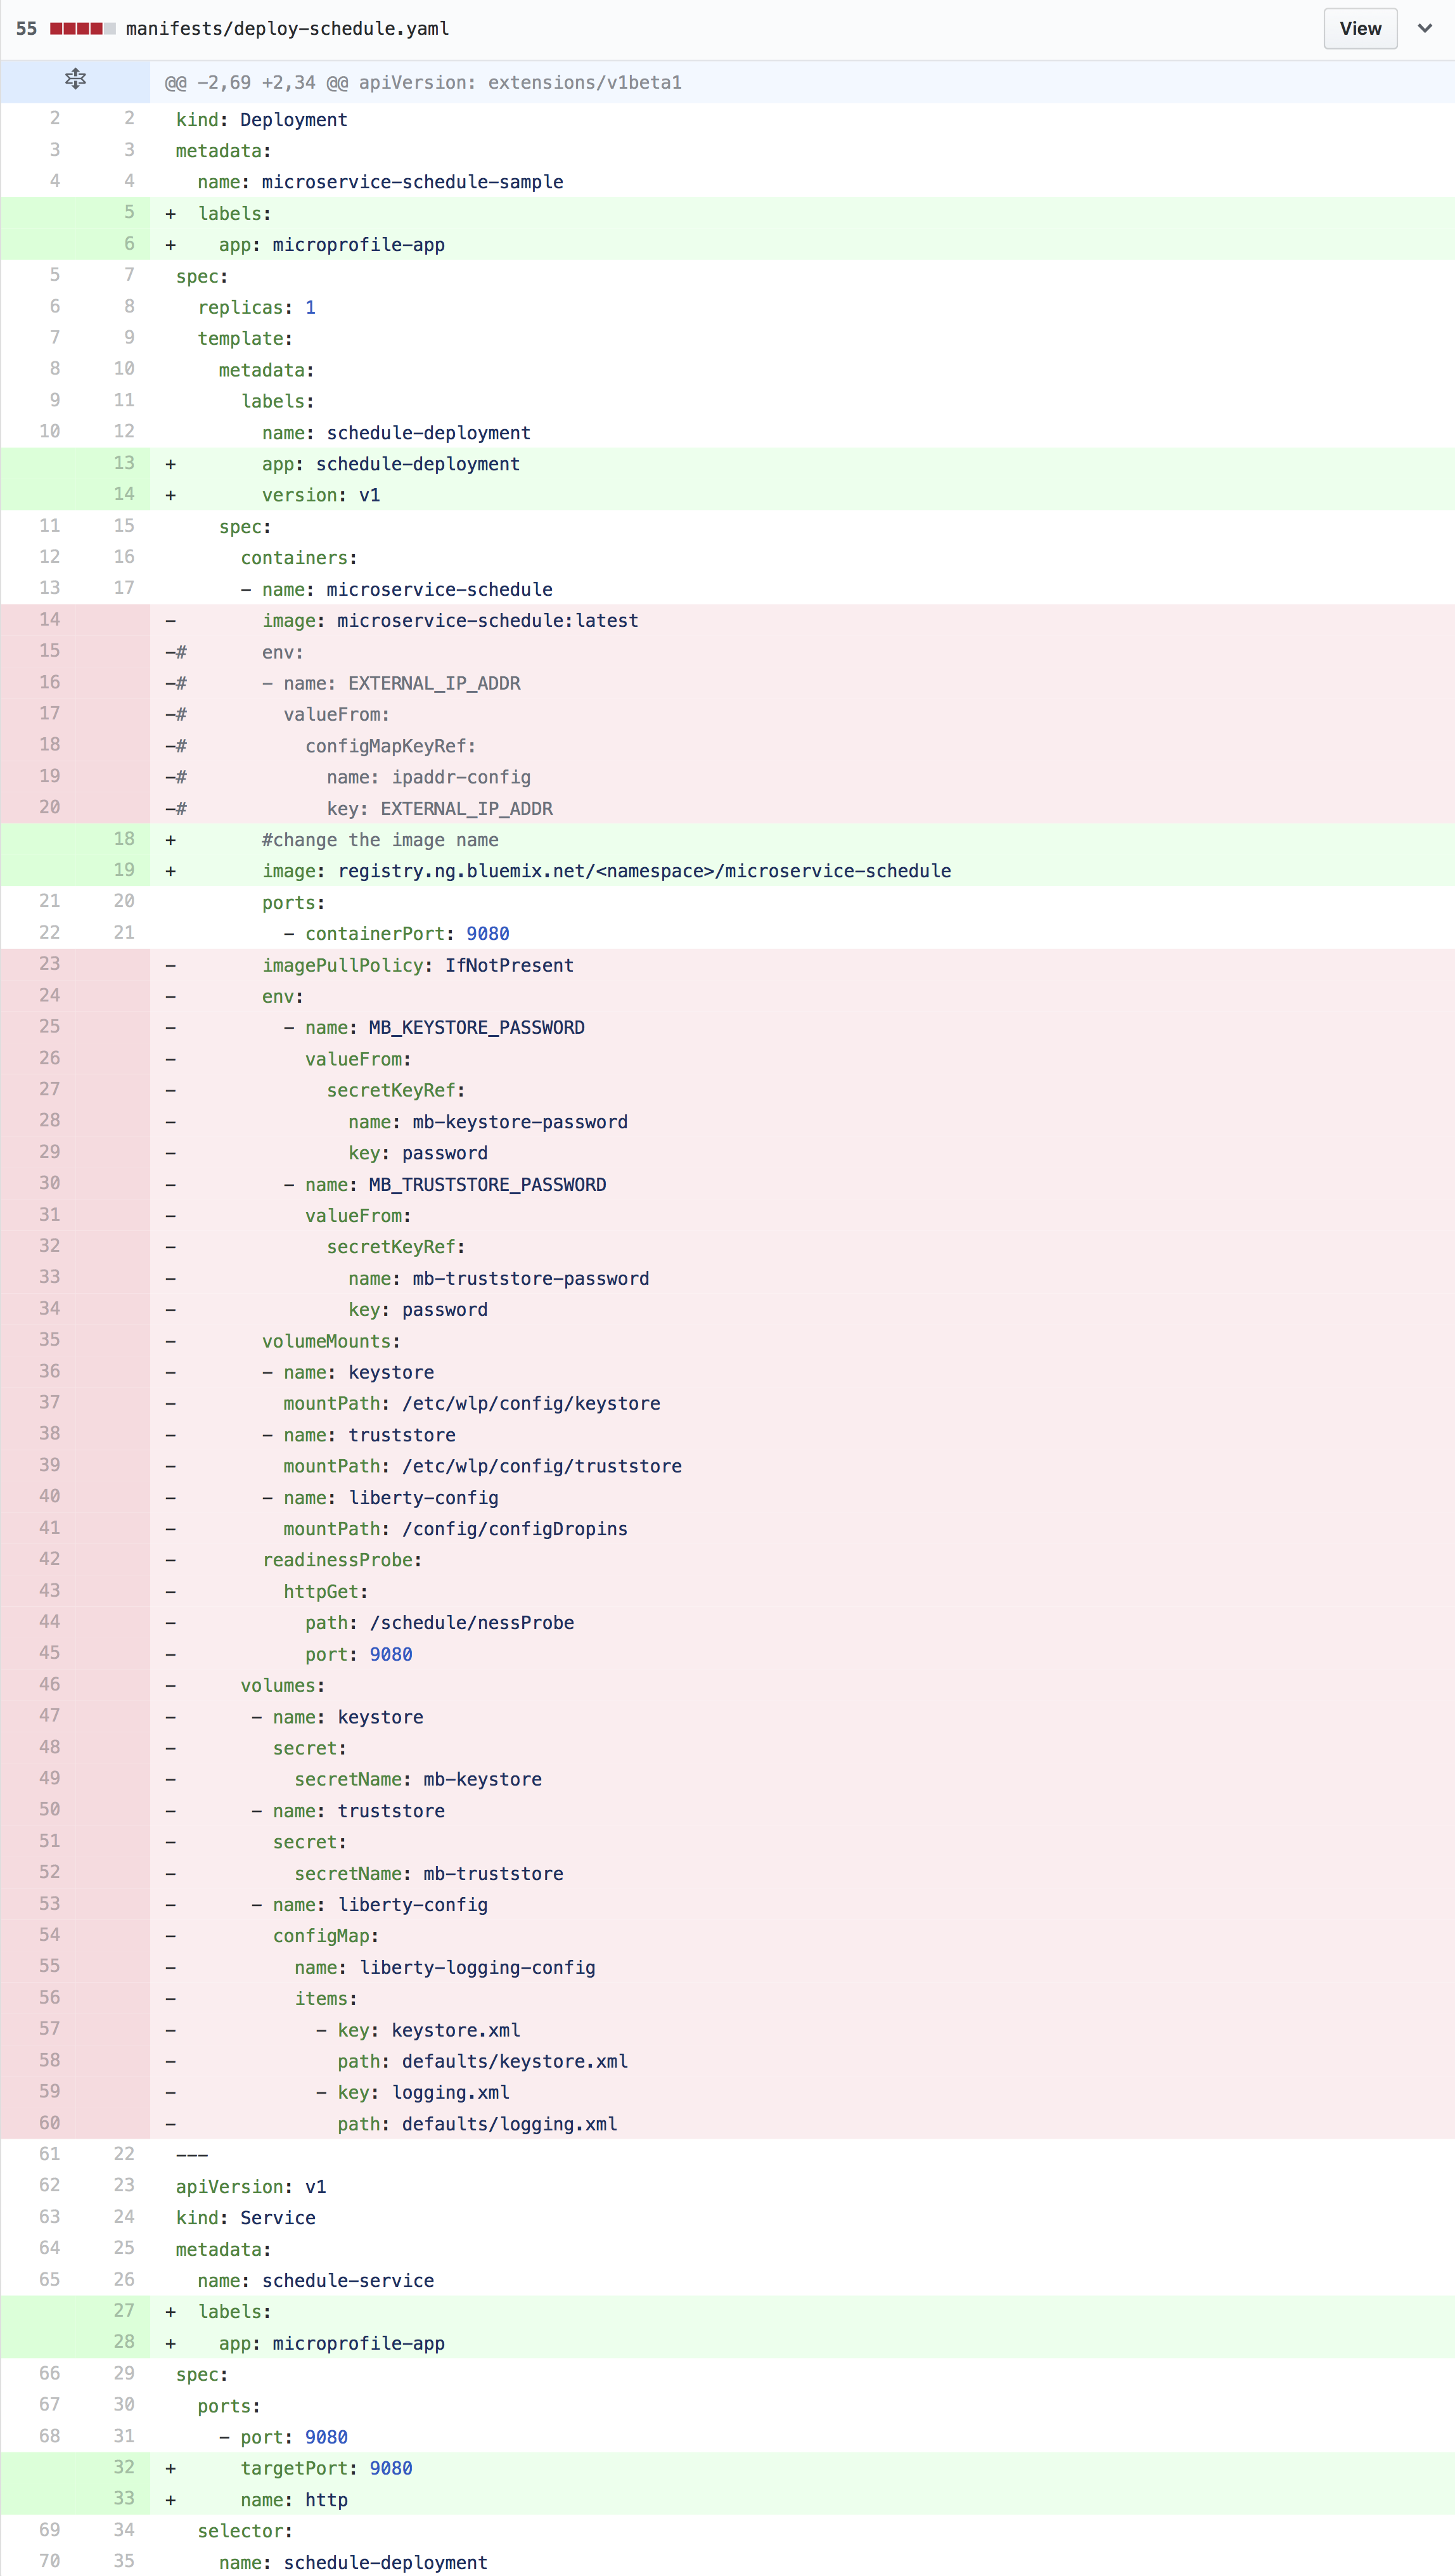 55 manifests/deploy-schedule.yaml View
@@ -2,69 +2,34 @@ apiVersion: extensions/v1beta1
2 2 kind: Deployment
3 3 metadata:
4 4 name: microservice-schedule-sample
5 + labels:
6 + app: microprofile-app
5 7 spec:
6 8 replicas: 1
7 9 template:
8 10 metadata:
9 11 labels:
10 12 name: schedule-deployment
13 + app: schedule-deployment
14 + version: v1
11 15 spec:
12 16 containers:
13 17 - name: microservice-schedule
14 - image: microservice-schedule:latest
15 -# env:
16 -# - name: EXTERNAL_IP_ADDR
17 -# valueFrom:
18 -# configMapKeyRef:
19 -# name: ipaddr-config
20 -# key: EXTERNAL_IP_ADDR
18 + #change the image name
19 + image: registry.ng.bluemix.net/<namespace>/microservice-schedule
21 20 ports:
22 21 - containerPort: 9080
23 - imagePullPolicy: IfNotPresent
24 - env:
25 - - name: MB_KEYSTORE_PASSWORD
26 - valueFrom:
27 - secretKeyRef:
28 - name: mb-keystore-password
29 - key: password
30 - - name: MB_TRUSTSTORE_PASSWORD
31 - valueFrom:
32 - secretKeyRef:
33 - name: mb-truststore-password
34 - key: password
35 - volumeMounts:
36 - - name: keystore
37 - mountPath: /etc/wlp/config/keystore
38 - - name: truststore
39 - mountPath: /etc/wlp/config/truststore
40 - - name: liberty-config
41 - mountPath: /config/configDropins
42 - readinessProbe:
43 - httpGet:
44 - path: /schedule/nessProbe
45 - port: 9080
46 - volumes:
47 - - name: keystore
48 - secret:
49 - secretName: mb-keystore
50 - - name: truststore
51 - secret:
52 - secretName: mb-truststore
53 - - name: liberty-config
54 - configMap:
55 - name: liberty-logging-config
56 - items:
57 - - key: keystore.xml
58 - path: defaults/keystore.xml
59 - - key: logging.xml
60 - path: defaults/logging.xml
61 22 ---
62 23 apiVersion: v1
63 24 kind: Service
64 25 metadata:
65 26 name: schedule-service
27 + labels:
28 + app: microprofile-app
66 29 spec:
67 30 ports:
68 31 - port: 9080
32 + targetPort: 9080
33 + name: http
69 34 selector:
70 35 name: schedule-deployment